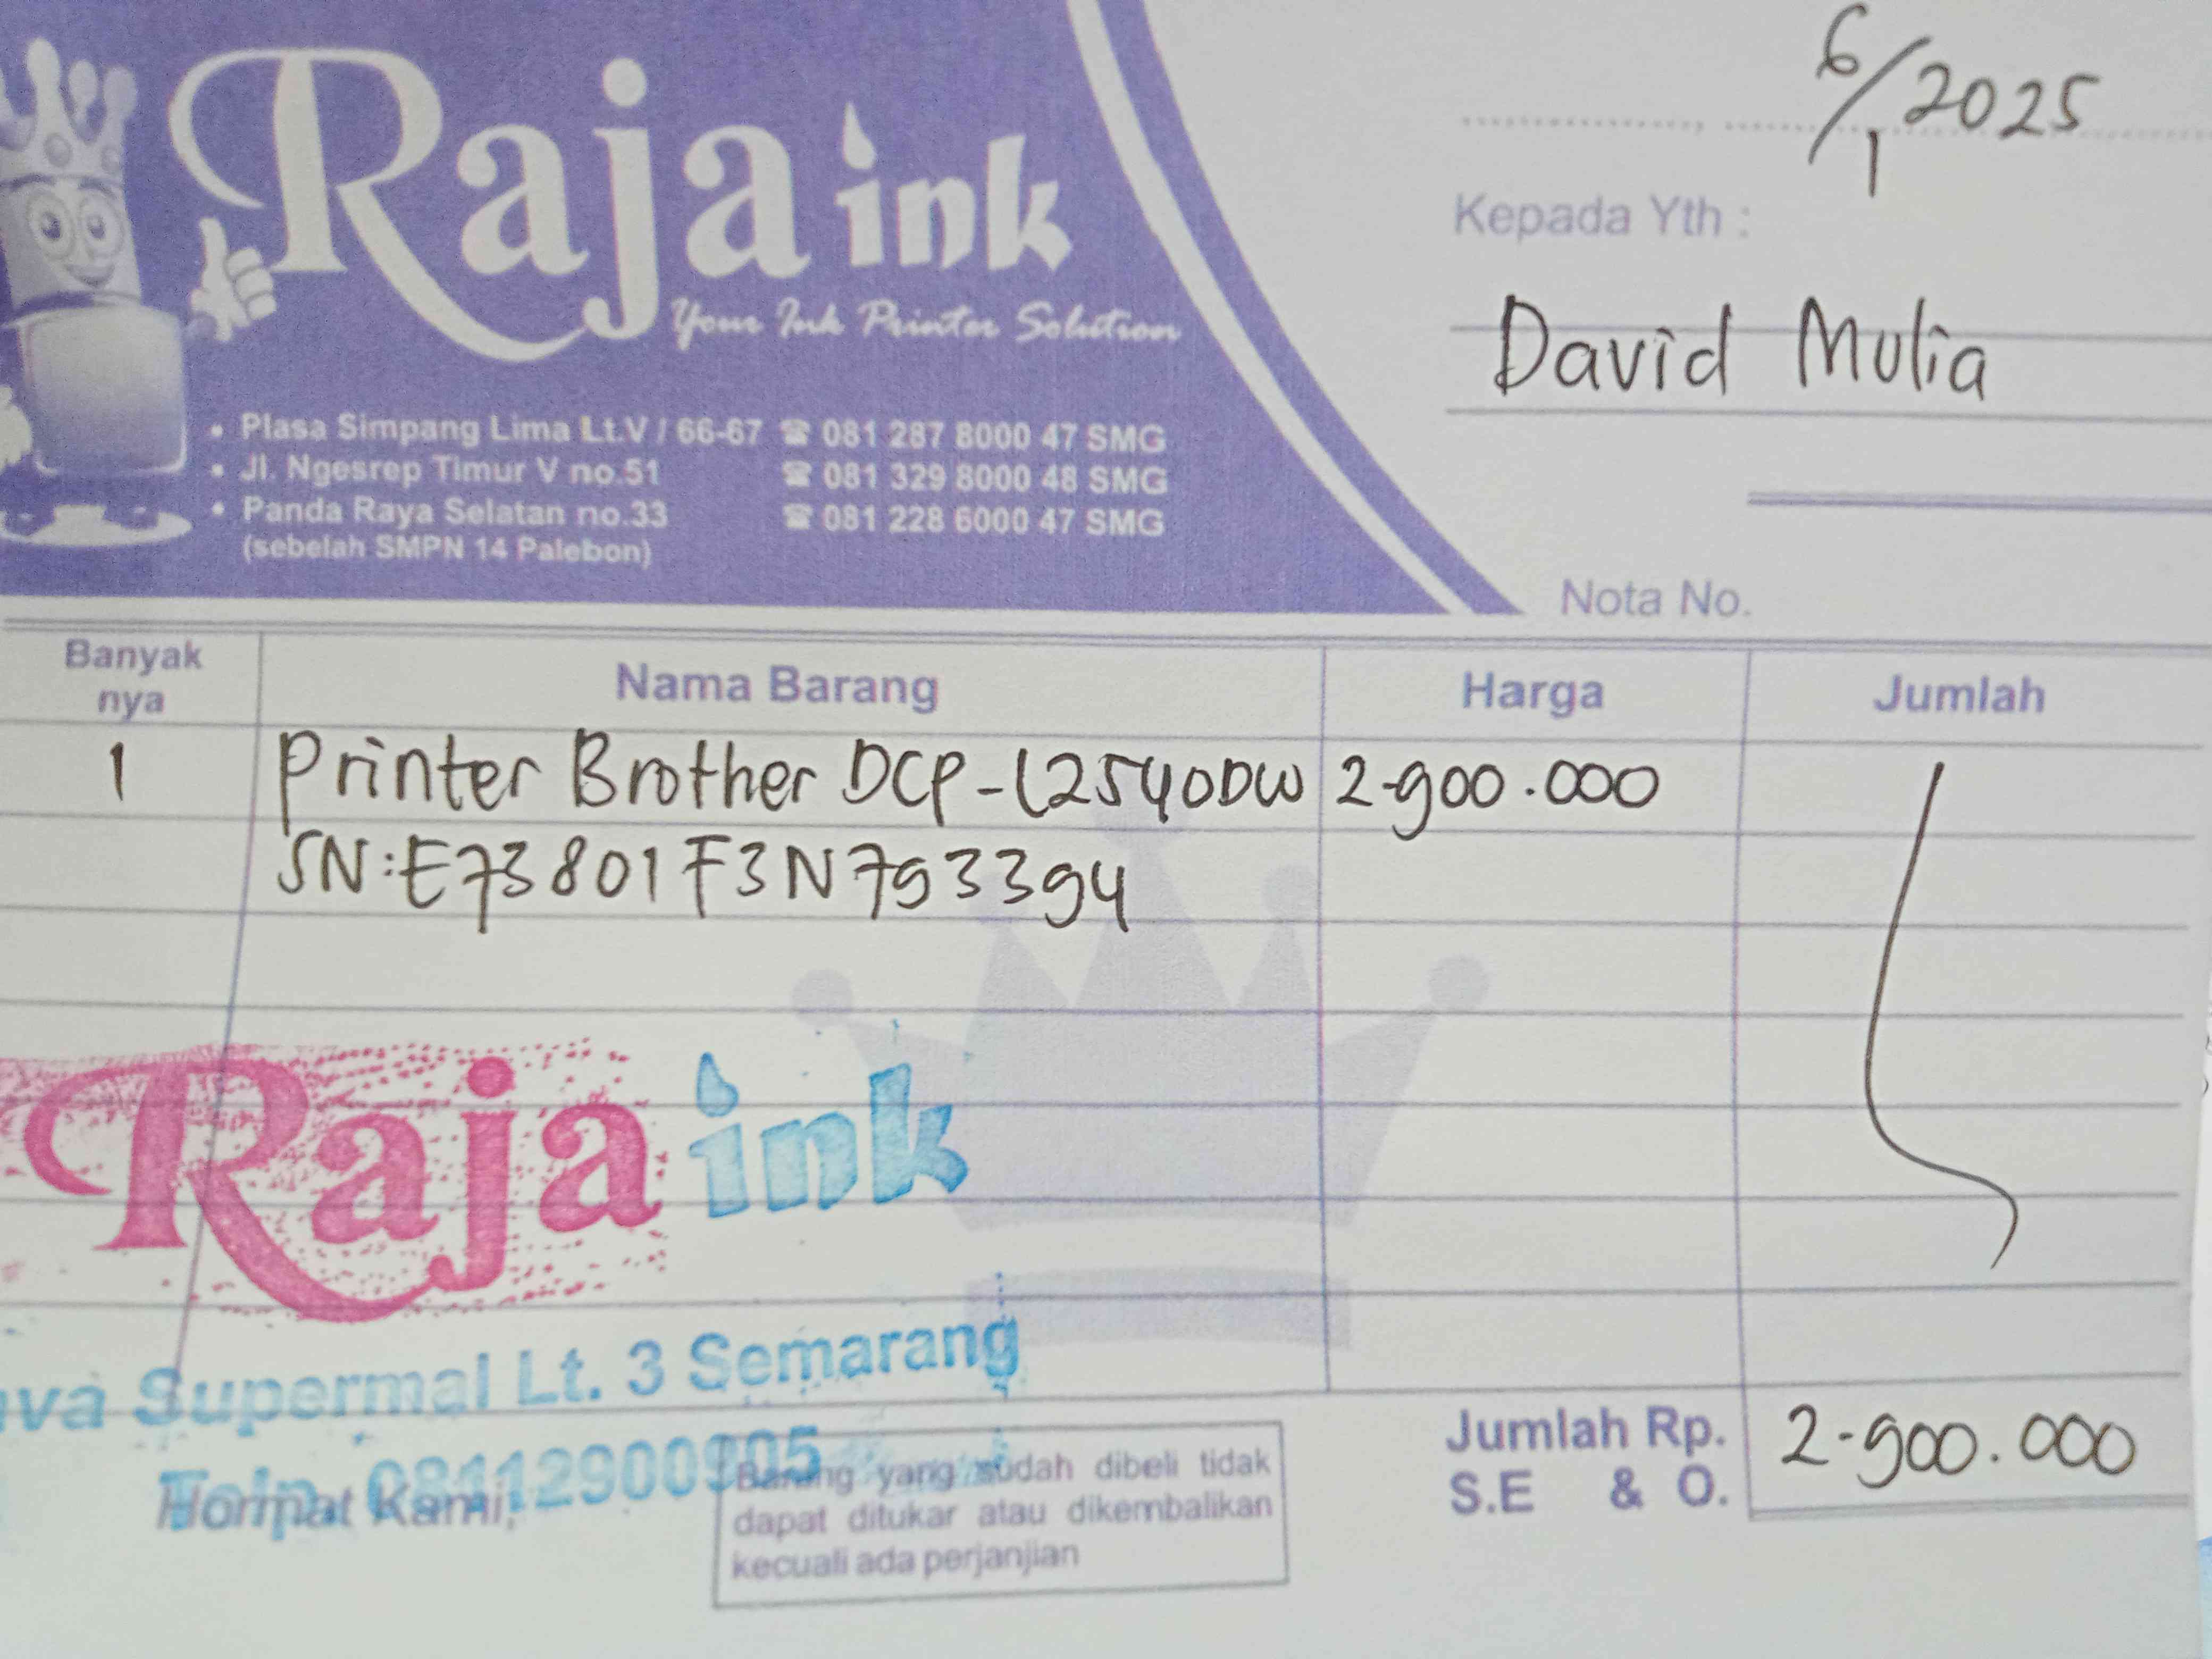 6/1 2025
Raja ink
Your Ink Printer Solution
Kepada Yth :
David Mulia
• Plasa Simpang Lima Lt.V / 66-67 ☎ 081 287 8000 47 SMG
• Jl. Ngesrep Timur V no.51 ☎ 081 329 8000 48 SMG
• Panda Raya Selatan no.33 ☎ 081 228 6000 47 SMG
(sebelah SMPN 14 Palebon)
Nota No.
Banyak nya Nama Barang Harga Jumlah
1 Printer Brother DCP-L2540DW 2.900.000
SN:E73801F3N793394
Raja ink
Supermal Lt. 3 Semarang
Telp. 08112900905
Hormat Kami,
Barang yang sudah dibeli tidak
dapat ditukar atau dikembalikan
kecuali ada perjanjian
Jumlah Rp. 2.900.000
S.E & O.